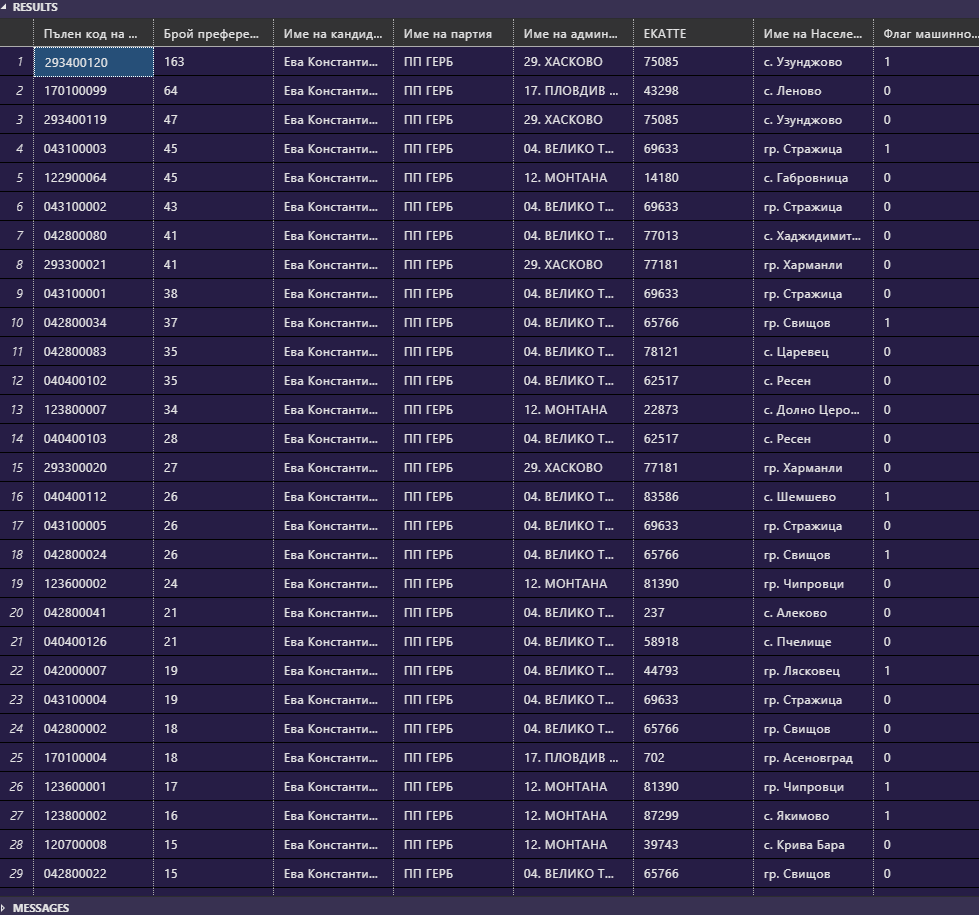 RESULTS
Пълен код на ... Брой префере... Име на кандид... Име на партия Име на админ... ЕКАТТЕ Име на Населе... Флаг машинно...
1 293400120 163 Ева Константи... ПП ГЕРБ 29. ХАСКОВО 75085 с. Узунджово 1
2 170100099 64 Ева Константи... ПП ГЕРБ 17. ПЛОВДИВ ... 43298 с. Леново 0
3 293400119 47 Ева Константи... ПП ГЕРБ 29. ХАСКОВО 75085 с. Узунджово 0
4 043100003 45 Ева Константи... ПП ГЕРБ 04. ВЕЛИКО Т... 69633 гр. Стражица 1
5 122900064 45 Ева Константи... ПП ГЕРБ 12. МОНТАНА 14180 с. Габровница 0
6 043100002 43 Ева Константи... ПП ГЕРБ 04. ВЕЛИКО Т... 69633 гр. Стражица 0
7 042800080 41 Ева Константи... ПП ГЕРБ 04. ВЕЛИКО Т... 77013 с. Хаджидимит... 0
8 293300021 41 Ева Константи... ПП ГЕРБ 29. ХАСКОВО 77181 гр. Харманли 0
9 043100001 38 Ева Константи... ПП ГЕРБ 04. ВЕЛИКО Т... 69633 гр. Стражица 0
10 042800034 37 Ева Константи... ПП ГЕРБ 04. ВЕЛИКО Т... 65766 гр. Свищов 1
11 042800083 35 Ева Константи... ПП ГЕРБ 04. ВЕЛИКО Т... 78121 с. Царевец 0
12 040400102 35 Ева Константи... ПП ГЕРБ 04. ВЕЛИКО Т... 62517 с. Ресен 0
13 123800007 34 Ева Константи... ПП ГЕРБ 12. МОНТАНА 22873 с. Долно Церо... 0
14 040400103 28 Ева Константи... ПП ГЕРБ 04. ВЕЛИКО Т... 62517 с. Ресен 0
15 293300020 27 Ева Константи... ПП ГЕРБ 29. ХАСКОВО 77181 гр. Харманли 0
16 040400112 26 Ева Константи... ПП ГЕРБ 04. ВЕЛИКО Т... 83586 с. Шемшево 1
17 043100005 26 Ева Константи... ПП ГЕРБ 04. ВЕЛИКО Т... 69633 гр. Стражица 0
18 042800024 26 Ева Константи... ПП ГЕРБ 04. ВЕЛИКО Т... 65766 гр. Свищов 1
19 123600002 24 Ева Константи... ПП ГЕРБ 12. МОНТАНА 81390 гр. Чипровци 0
20 042800041 21 Ева Константи... ПП ГЕРБ 04. ВЕЛИКО Т... 237 с. Алеково 0
21 040400126 21 Ева Константи... ПП ГЕРБ 04. ВЕЛИКО Т... 58918 с. Пчелище 0
22 042000007 19 Ева Константи... ПП ГЕРБ 04. ВЕЛИКО Т... 44793 гр. Лясковец 1
23 043100004 19 Ева Константи... ПП ГЕРБ 04. ВЕЛИКО Т... 69633 гр. Стражица 0
24 042800002 18 Ева Константи... ПП ГЕРБ 04. ВЕЛИКО Т... 65766 гр. Свищов 0
25 170100004 18 Ева Константи... ПП ГЕРБ 17. ПЛОВДИВ ... 702 гр. Асеновград 0
26 123600001 17 Ева Константи... ПП ГЕРБ 12. МОНТАНА 81390 гр. Чипровци 1
27 123800002 16 Ева Константи... ПП ГЕРБ 12. МОНТАНА 87299 с. Якимово 1
28 120700008 15 Ева Константи... ПП ГЕРБ 12. МОНТАНА 39743 с. Крива Бара 0
29 042800022 15 Ева Константи... ПП ГЕРБ 04. ВЕЛИКО Т... 65766 гр. Свищов 0
MESSAGES